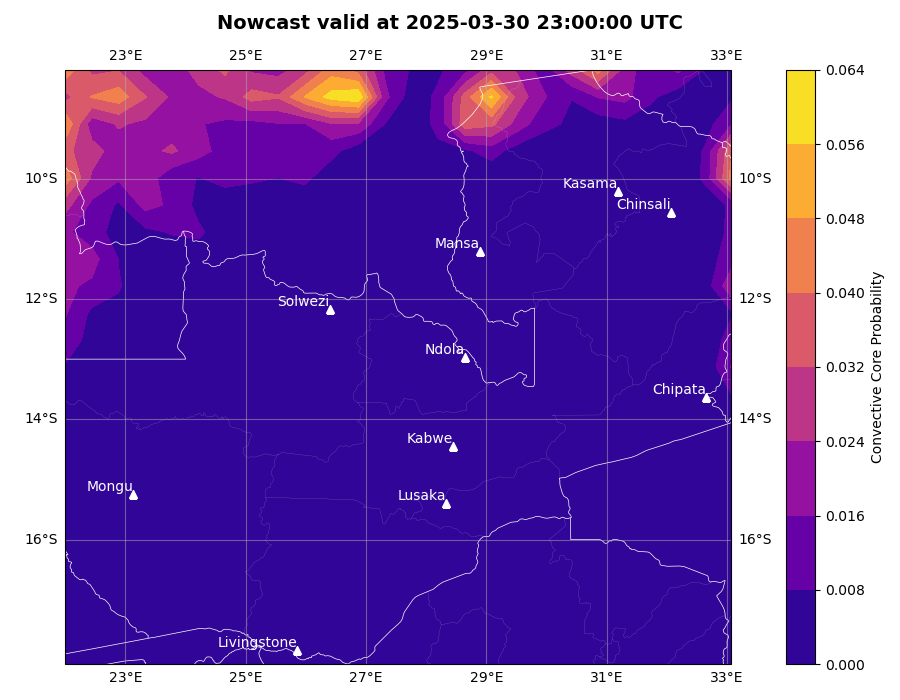 Nowcast valid at 2025-03-30 23:00:00 UTC
23°E 25°E 27°E 29°E 31°E 33°E
0.064
0.056
10°S Kasama 10°S
Chinsali
0.048
Mansa
0.040
12°S Solwezi 12°S
0.032
Ndola
Chipata
14°S 14°S
0.024
Kabwe
Mongu Lusaka
0.016
16°S 16°S
0.008
Livingstone
0.000
23°E 25°E 27°E 29°E 31°E 33°E
Convective Core Probability